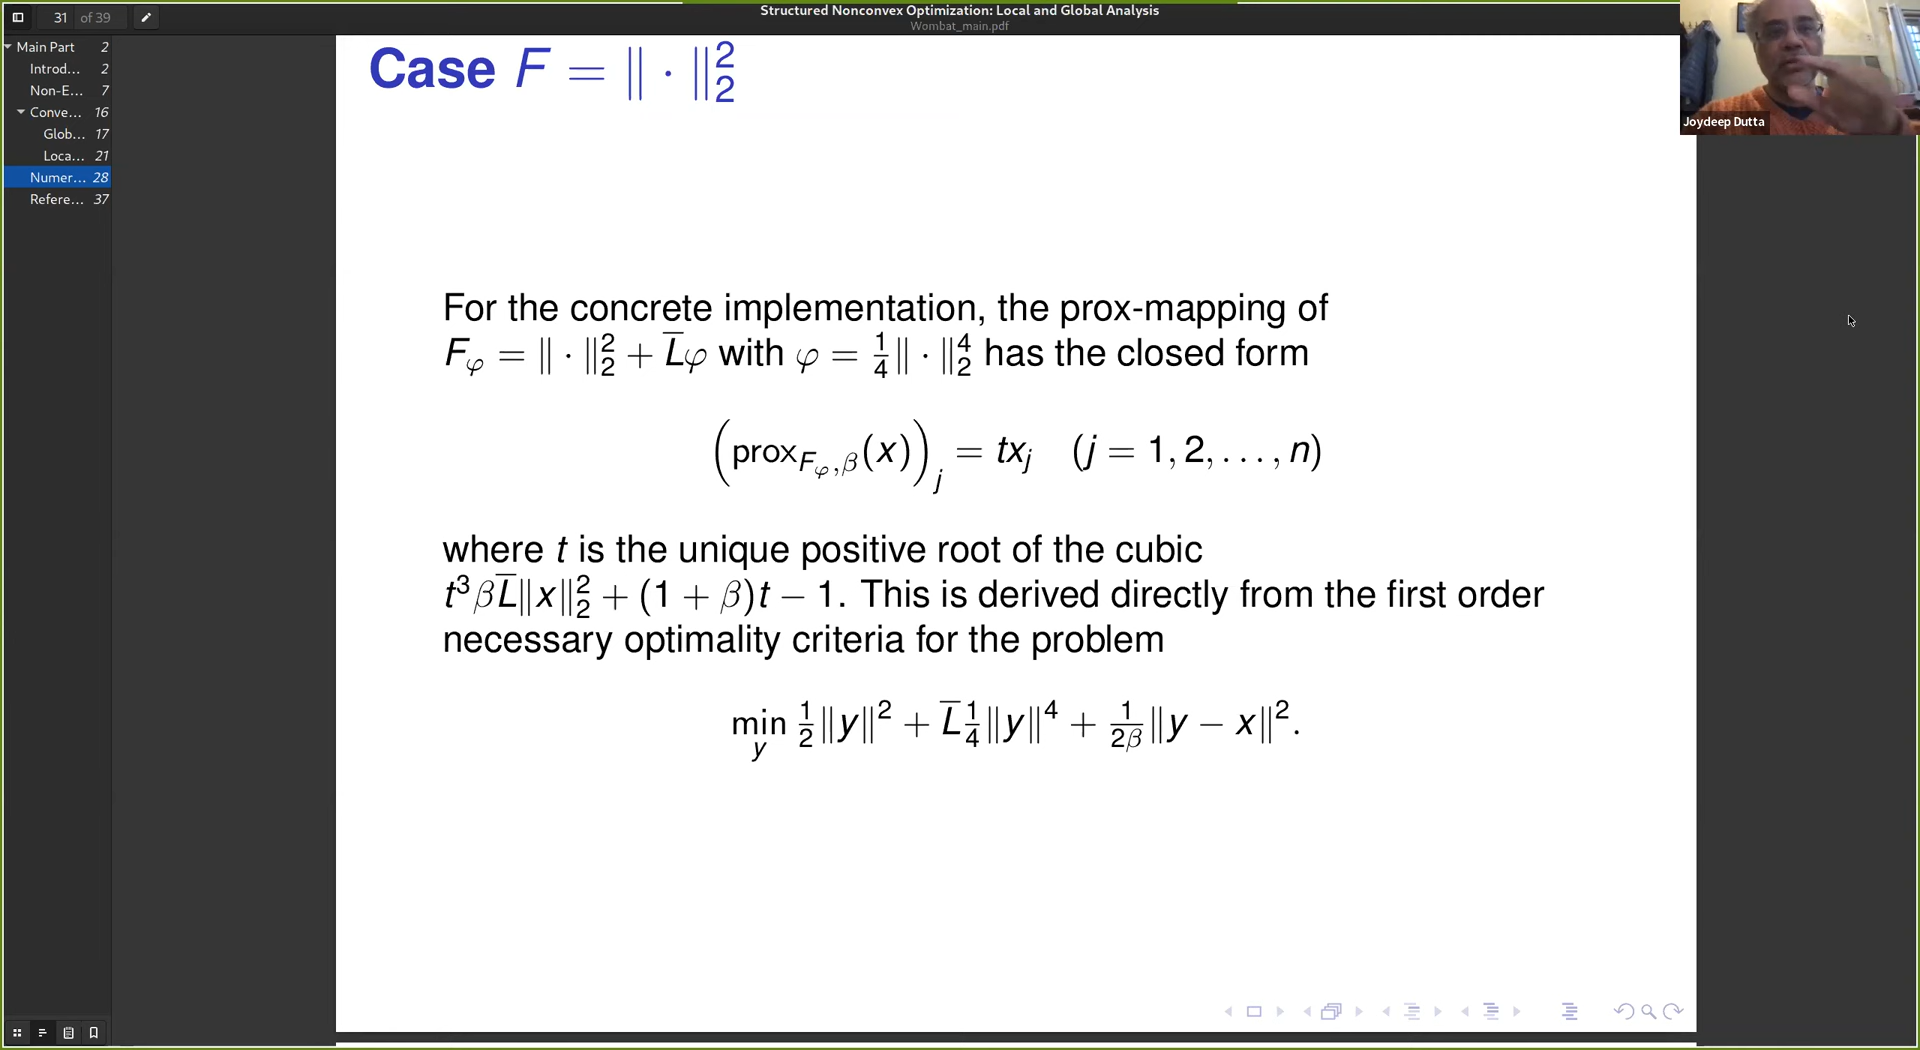 31 of 39
Structured Nonconvex Optimization: Local and Global Analysis
Wombat_main.pdf
Main Part 2
Introd... 2
Non-E... 7
Conve... 16
Glob... 17
Loca... 21
Numer... 28
Refere... 37
Joydeep Dutta
Case F = ‖ · ‖₂²
For the concrete implementation, the prox-mapping of
F_φ = ‖ · ‖₂² + L̅φ with φ = ¼‖ · ‖₂⁴ has the closed form
(prox_{F_φ,β}(x))_j = tx_j (j = 1, 2, . . . , n)
where t is the unique positive root of the cubic
t³βL̅‖x‖₂² + (1 + β)t − 1. This is derived directly from the first order
necessary optimality criteria for the problem
min_y ½‖y‖² + L̅¼‖y‖⁴ + 1/(2β)‖y − x‖².